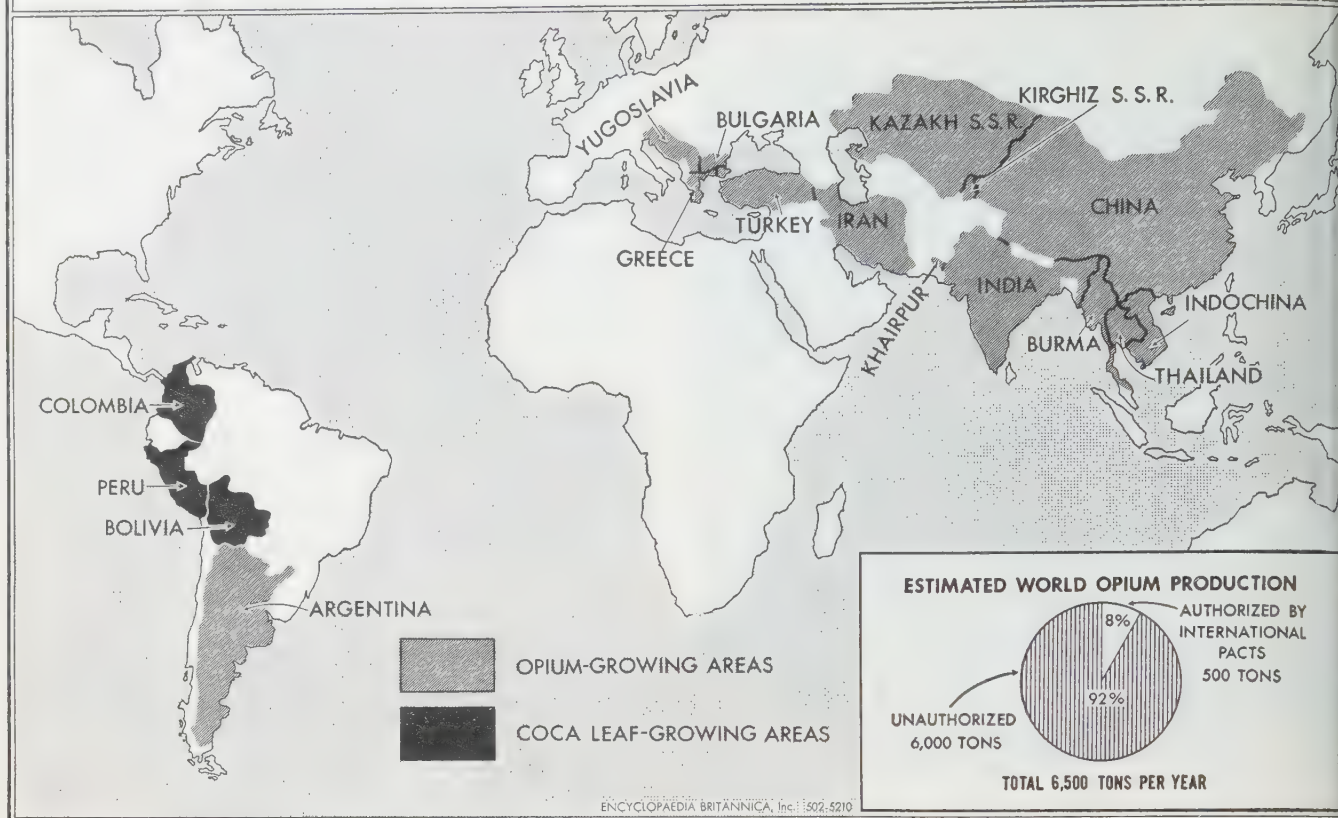 YUGOSLAVIA
BULGARIA
KIRGHIZ S. S. R.
KAZAKH S.S.R.
CHINA
TURKEY
IRAN
GREECE
INDIA
KHAIRPUR
INDOCHINA
BURMA
THAILAND
COLOMBIA
PERU
BOLIVIA
ARGENTINA
OPIUM-GROWING AREAS
COCA LEAF-GROWING AREAS
ESTIMATED WORLD OPIUM PRODUCTION
8%
AUTHORIZED BY
INTERNATIONAL
PACTS
500 TONS
92%
UNAUTHORIZED
6,000 TONS
TOTAL 6,500 TONS PER YEAR
ENCYCLOPAEDIA BRITANNICA, Inc. 502-5210